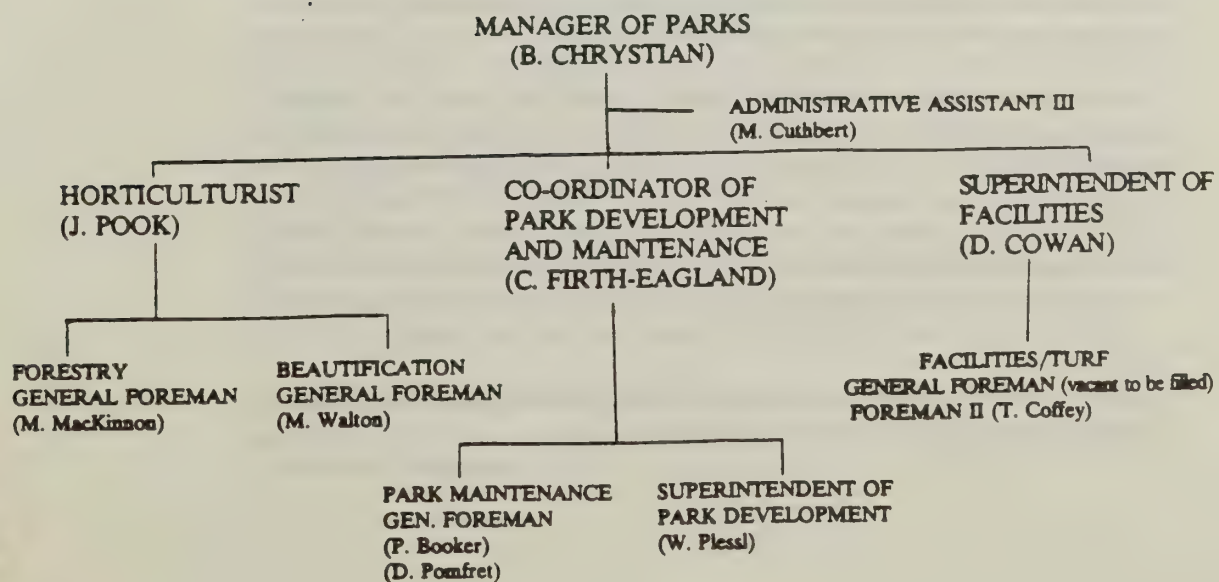 MANAGER OF PARKS
(B. CHRYSTIAN)
ADMINISTRATIVE ASSISTANT III
(M. Cuthbert)
HORTICULTURIST
(J. POOK)
CO-ORDINATOR OF
PARK DEVELOPMENT
AND MAINTENANCE
(C. FIRTH-EAGLAND)
SUPERINTENDENT OF
FACILITIES
(D. COWAN)
FORESTRY
GENERAL FOREMAN
(M. MacKinnon)
BEAUTIFICATION
GENERAL FOREMAN
(M. Walton)
FACILITIES/TURF
GENERAL FOREMAN (vacant to be filled)
FOREMAN II (T. Coffey)
PARK MAINTENANCE
GEN. FOREMAN
(P. Booker)
(D. Pomfret)
SUPERINTENDENT OF
PARK DEVELOPMENT
(W. Plessl)